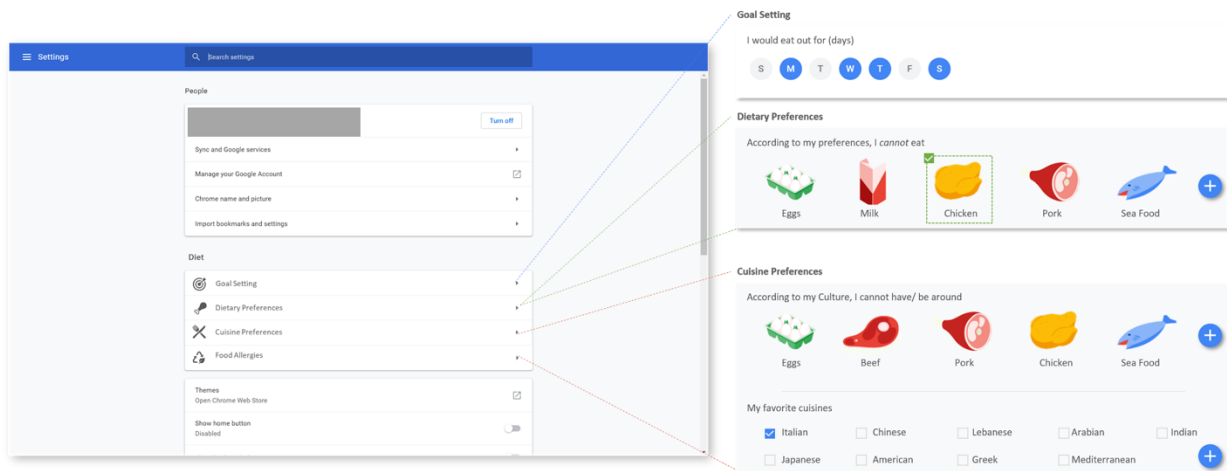 Settings
Search settings
People
Turn off
Sync and Google services
Manage your Google Account
Chrome name and picture
Import bookmarks and settings
Diet
Goal Setting
Dietary Preferences
Cuisine Preferences
Food Allergies
Themes
Open Chrome Web Store
Show home button
Disabled
Goal Setting
I would eat out for (days)
S M T W T F S
Dietary Preferences
According to my preferences, I cannot eat
Eggs Milk Chicken Pork Sea Food
Cuisine Preferences
According to my Culture, I cannot have/ be around
Eggs Beef Pork Chicken Sea Food
My favorite cuisines
Italian Chinese Lebanese Arabian Indian
Japanese American Greek Mediterranean